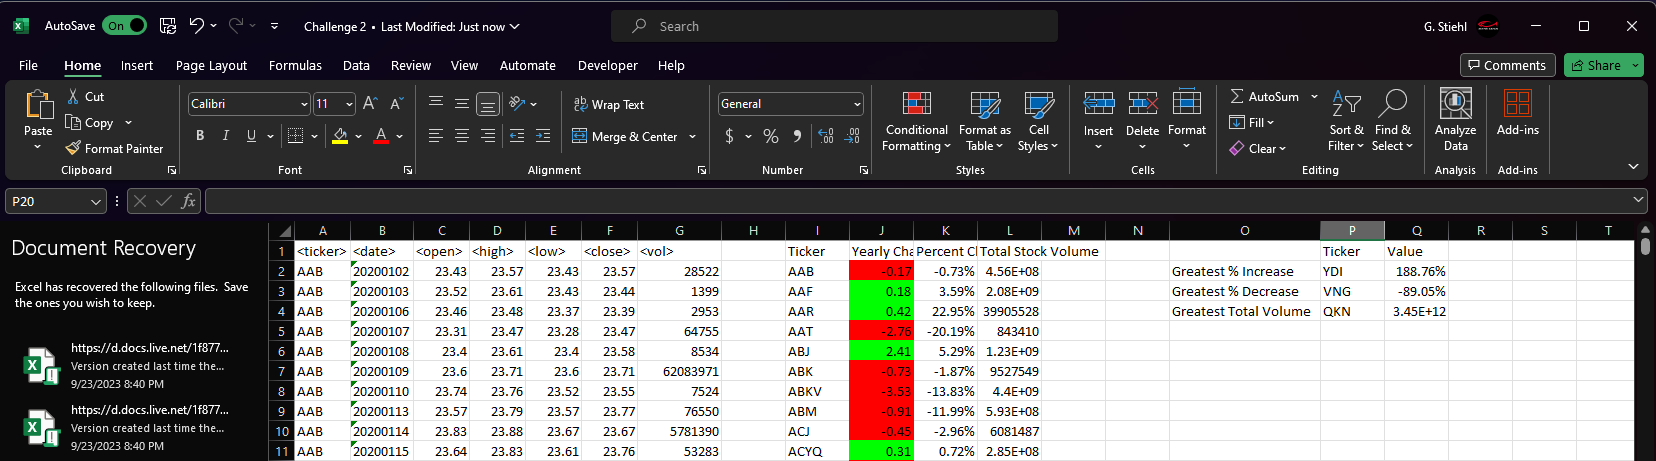 AutoSave On Challenge 2 • Last Modified: Just now Search G. Stiehl
File Home Insert Page Layout Formulas Data Review View Automate Developer Help Comments Share
Paste Cut Copy Format Painter Clipboard
Calibri 11 A A B I U A Font
ab Wrap Text Merge & Center Alignment
General $ % , Number
Conditional Formatting Format as Table Cell Styles Styles
Insert Delete Format Cells
AutoSum Fill Clear Sort & Filter Find & Select Editing
Analyze Data Analysis
Add-ins Add-ins
P20 fx
Document Recovery
Excel has recovered the following files. Save
the ones you wish to keep.
https://d.docs.live.net/1f877...
Version created last time the...
9/23/2023 8:40 PM
https://d.docs.live.net/1f877...
Version created last time the...
9/23/2023 8:40 PM
A B C D E F G H I J K L M N O P Q R S T
1 <ticker> <date> <open> <high> <low> <close> <vol> Ticker Yearly Cha Percent Cl Total Stock Volume Ticker Value
2 AAB 20200102 23.43 23.57 23.43 23.57 28522 AAB -0.17 -0.73% 4.56E+08 Greatest % Increase YDI 188.76%
3 AAB 20200103 23.52 23.61 23.43 23.44 1399 AAF 0.18 3.59% 2.08E+09 Greatest % Decrease VNG -89.05%
4 AAB 20200106 23.46 23.48 23.37 23.39 2953 AAR 0.42 22.95% 39905528 Greatest Total Volume QKN 3.45E+12
5 AAB 20200107 23.31 23.47 23.28 23.47 64755 AAT -2.76 -20.19% 843410
6 AAB 20200108 23.4 23.61 23.4 23.58 8534 ABJ 2.41 5.29% 1.23E+09
7 AAB 20200109 23.6 23.71 23.6 23.71 62083971 ABK -0.73 -1.87% 9527549
8 AAB 20200110 23.74 23.76 23.52 23.55 7524 ABKV -3.53 -13.83% 4.4E+09
9 AAB 20200113 23.57 23.79 23.57 23.77 76550 ABM -0.91 -11.99% 5.93E+08
10 AAB 20200114 23.83 23.88 23.67 23.67 5781390 ACJ -0.45 -2.96% 6081487
11 AAB 20200115 23.64 23.83 23.61 23.76 53283 ACYQ 0.31 0.72% 2.85E+08